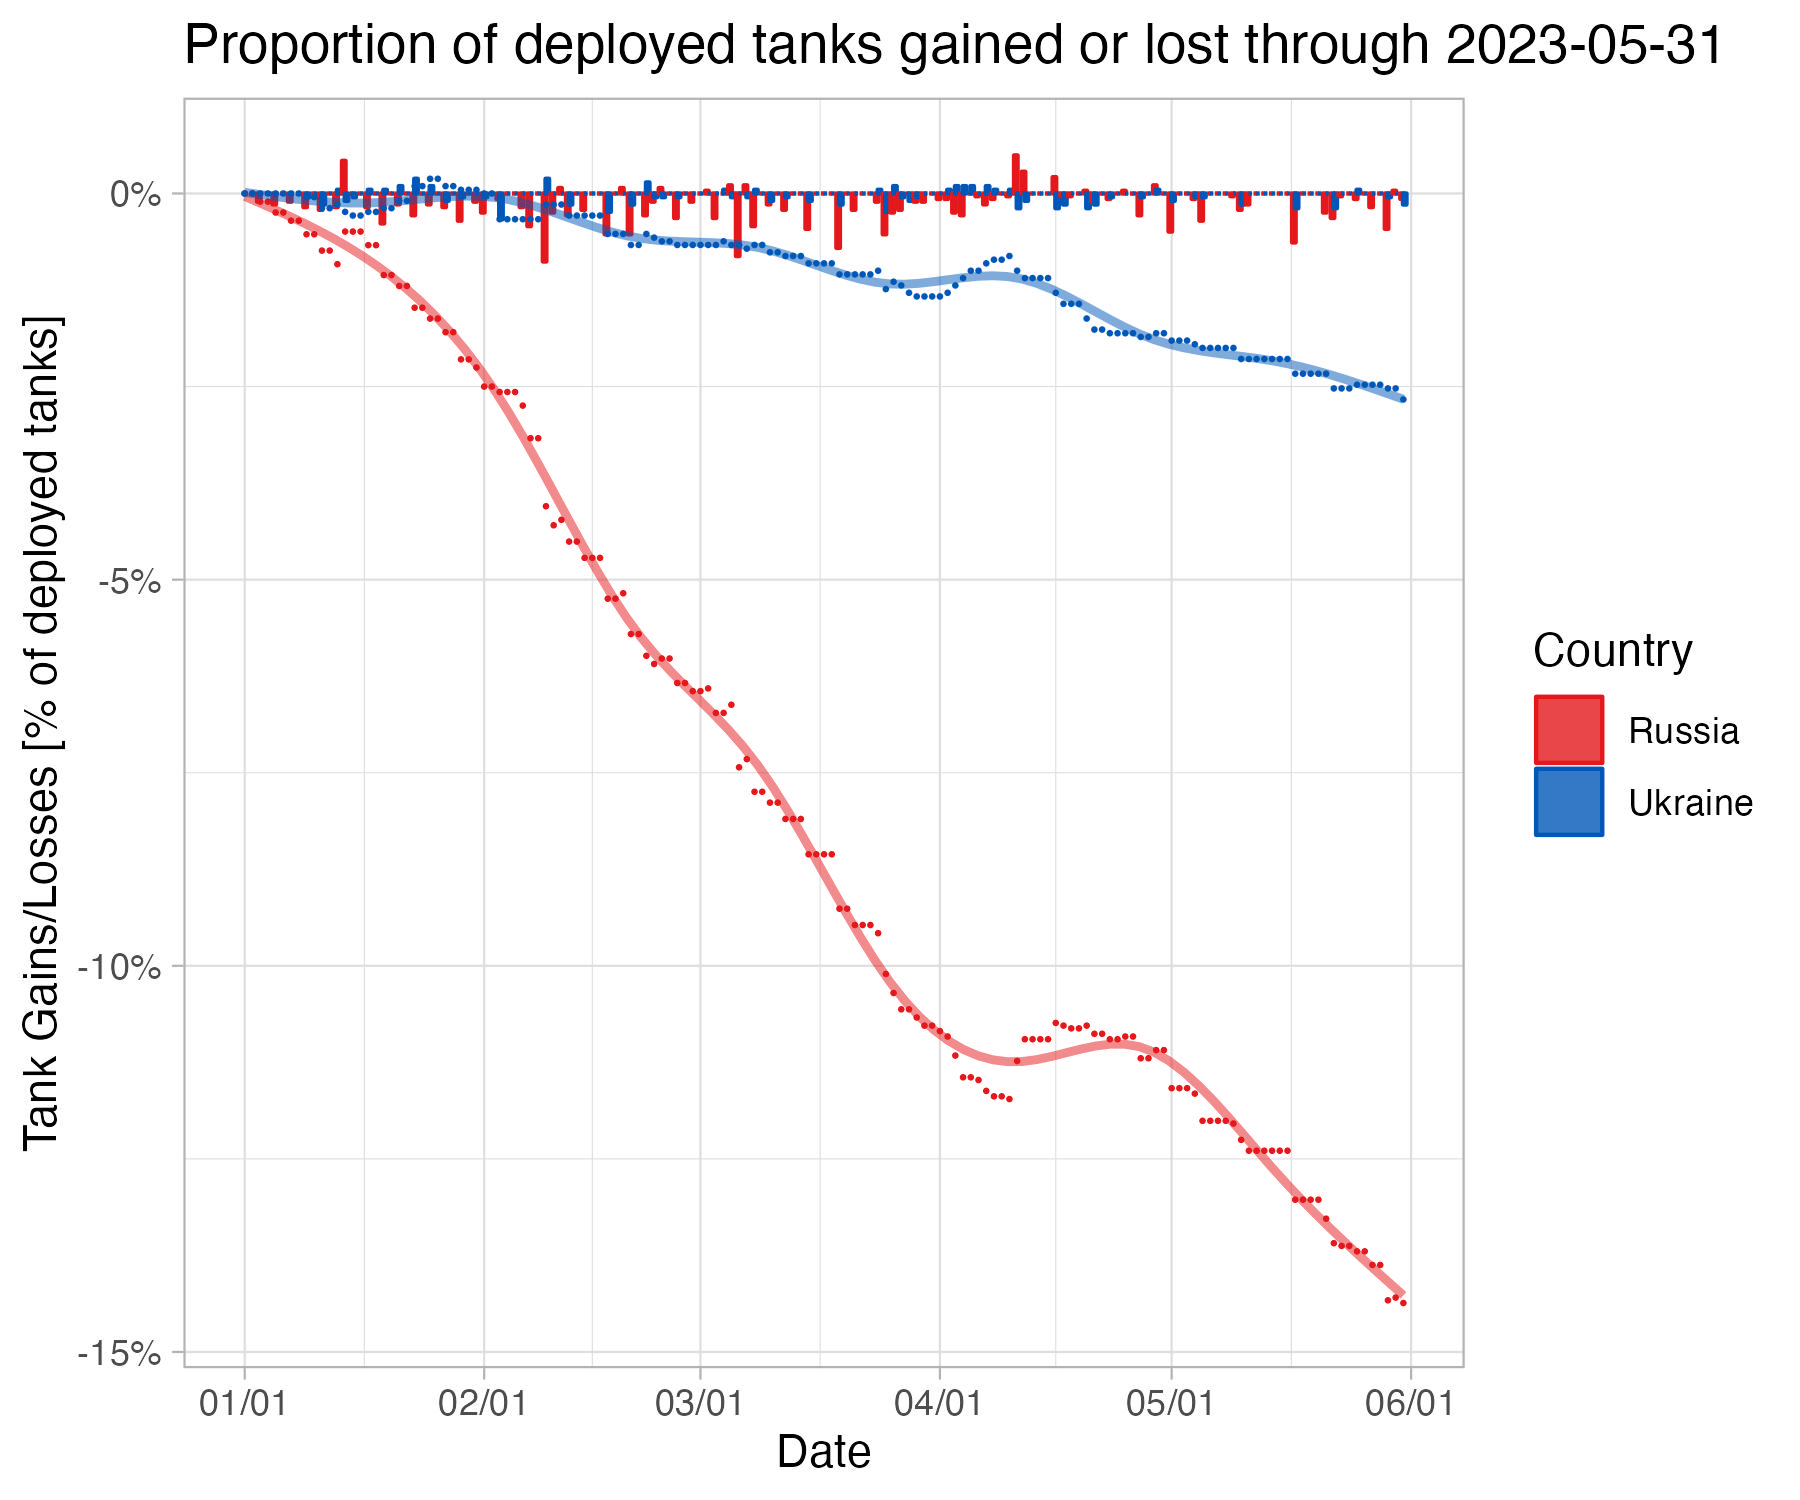 Proportion of deployed tanks gained or lost through 2023-05-31
Tank Gains/Losses [% of deployed tanks]
0%
-5%
-10%
-15%
01/01
02/01
03/01
04/01
05/01
06/01
Date
Country
Russia
Ukraine